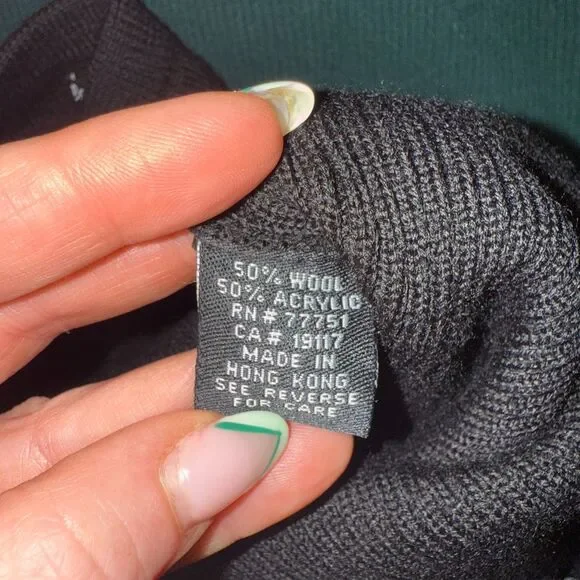 50% WOOL
50% ACRYLIC
RN# 77751
CA# 19117
MADE IN
HONG KONG
SEE REVERSE
FOR CARE